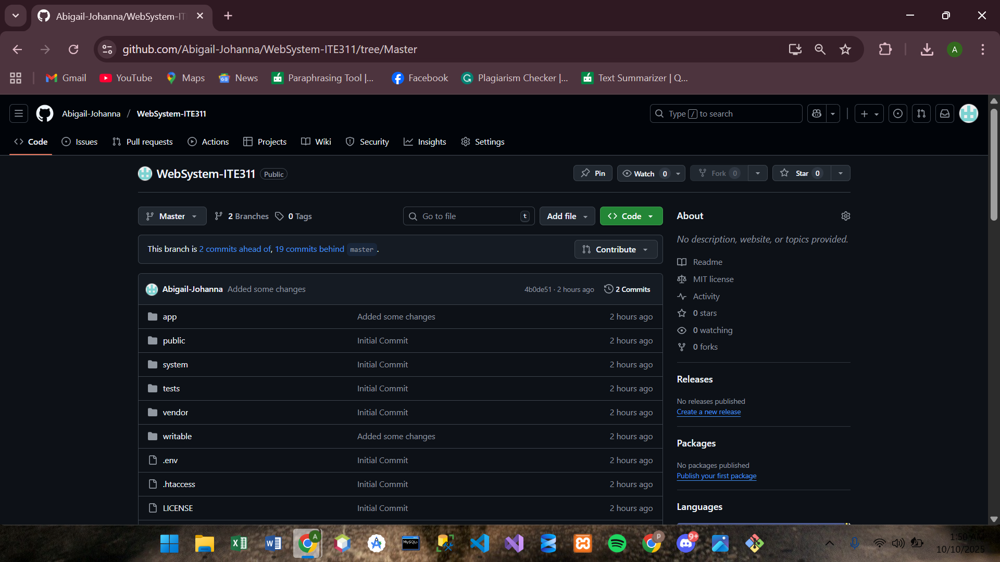 Abigail-Johanna/WebSystem-IT
github.com/Abigail-Johanna/WebSystem-ITE311/tree/Master
A
Gmail
YouTube
Maps
News
Paraphrasing Tool |...
Facebook
Plagiarism Checker |...
Text Summarizer | Q...
Abigail-Johanna / WebSystem-ITE311
Type / to search
Code
Issues
Pull requests
Actions
Projects
Wiki
Security
Insights
Settings
WebSystem-ITE311 Public
Pin
Watch 0
Fork 0
Star 0
Master
2 Branches
0 Tags
Go to file t
Add file
Code
This branch is 2 commits ahead of, 19 commits behind master .
Contribute
Abigail-Johanna Added some changes 4b0de51 · 2 hours ago 2 Commits
app Added some changes 2 hours ago
public Initial Commit 2 hours ago
system Initial Commit 2 hours ago
tests Initial Commit 2 hours ago
vendor Initial Commit 2 hours ago
writable Added some changes 2 hours ago
.env Initial Commit 2 hours ago
.htaccess Initial Commit 2 hours ago
LICENSE Initial Commit 2 hours ago
About
No description, website, or topics provided.
Readme
MIT license
Activity
0 stars
0 watching
0 forks
Releases
No releases published
Create a new release
Packages
No packages published
Publish your first package
Languages
A
MySQL
P
9+
1:50 AM
10/10/2025